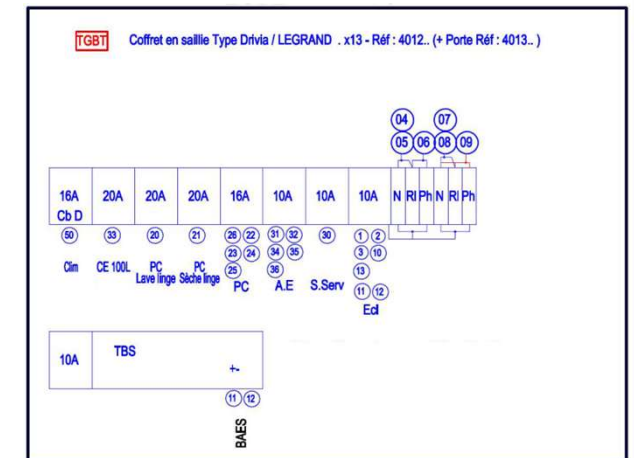 TGBT Coffret en saillie Type Drivia / LEGRAND . x13 - Réf : 4012.. (+ Porte Réf : 4013.. )
04 07
05 06 08 09
16A 20A 20A 20A 16A 10A 10A 10A N Rl Ph N Rl Ph
Cb D
50 33 20 21 26 22 31 32 30 1 2
23 24 34 35 3 10
Clim CE 100L PC PC 25 36 13
Lave linge Sèche linge PC A.E S.Serv 11 12
Ecl
10A TBS
+-
11 12
BAES